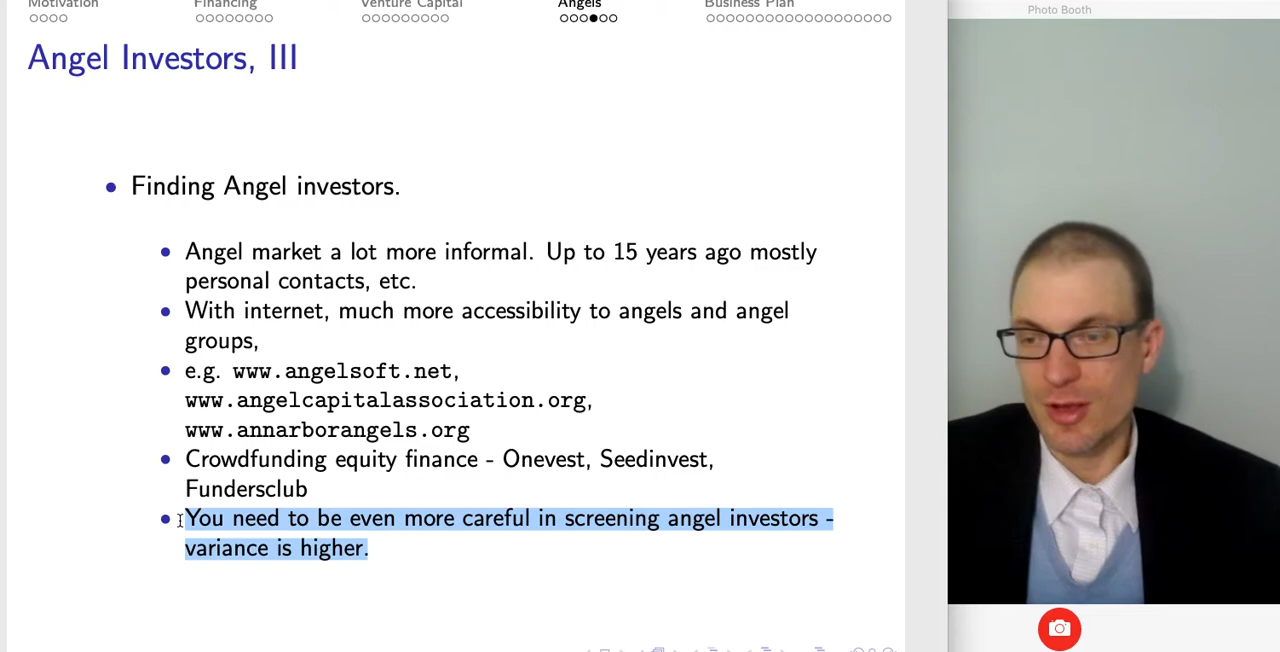 Motivation Financing Venture Capital Angels Business Plan
Photo Booth
Angel Investors, III
Finding Angel investors.
Angel market a lot more informal. Up to 15 years ago mostly
personal contacts, etc.
With internet, much more accessibility to angels and angel
groups,
e.g. www.angelsoft.net,
www.angelcapitalassociation.org,
www.annarborangels.org
Crowdfunding equity finance - Onevest, Seedinvest,
Fundersclub
You need to be even more careful in screening angel investors -
variance is higher.